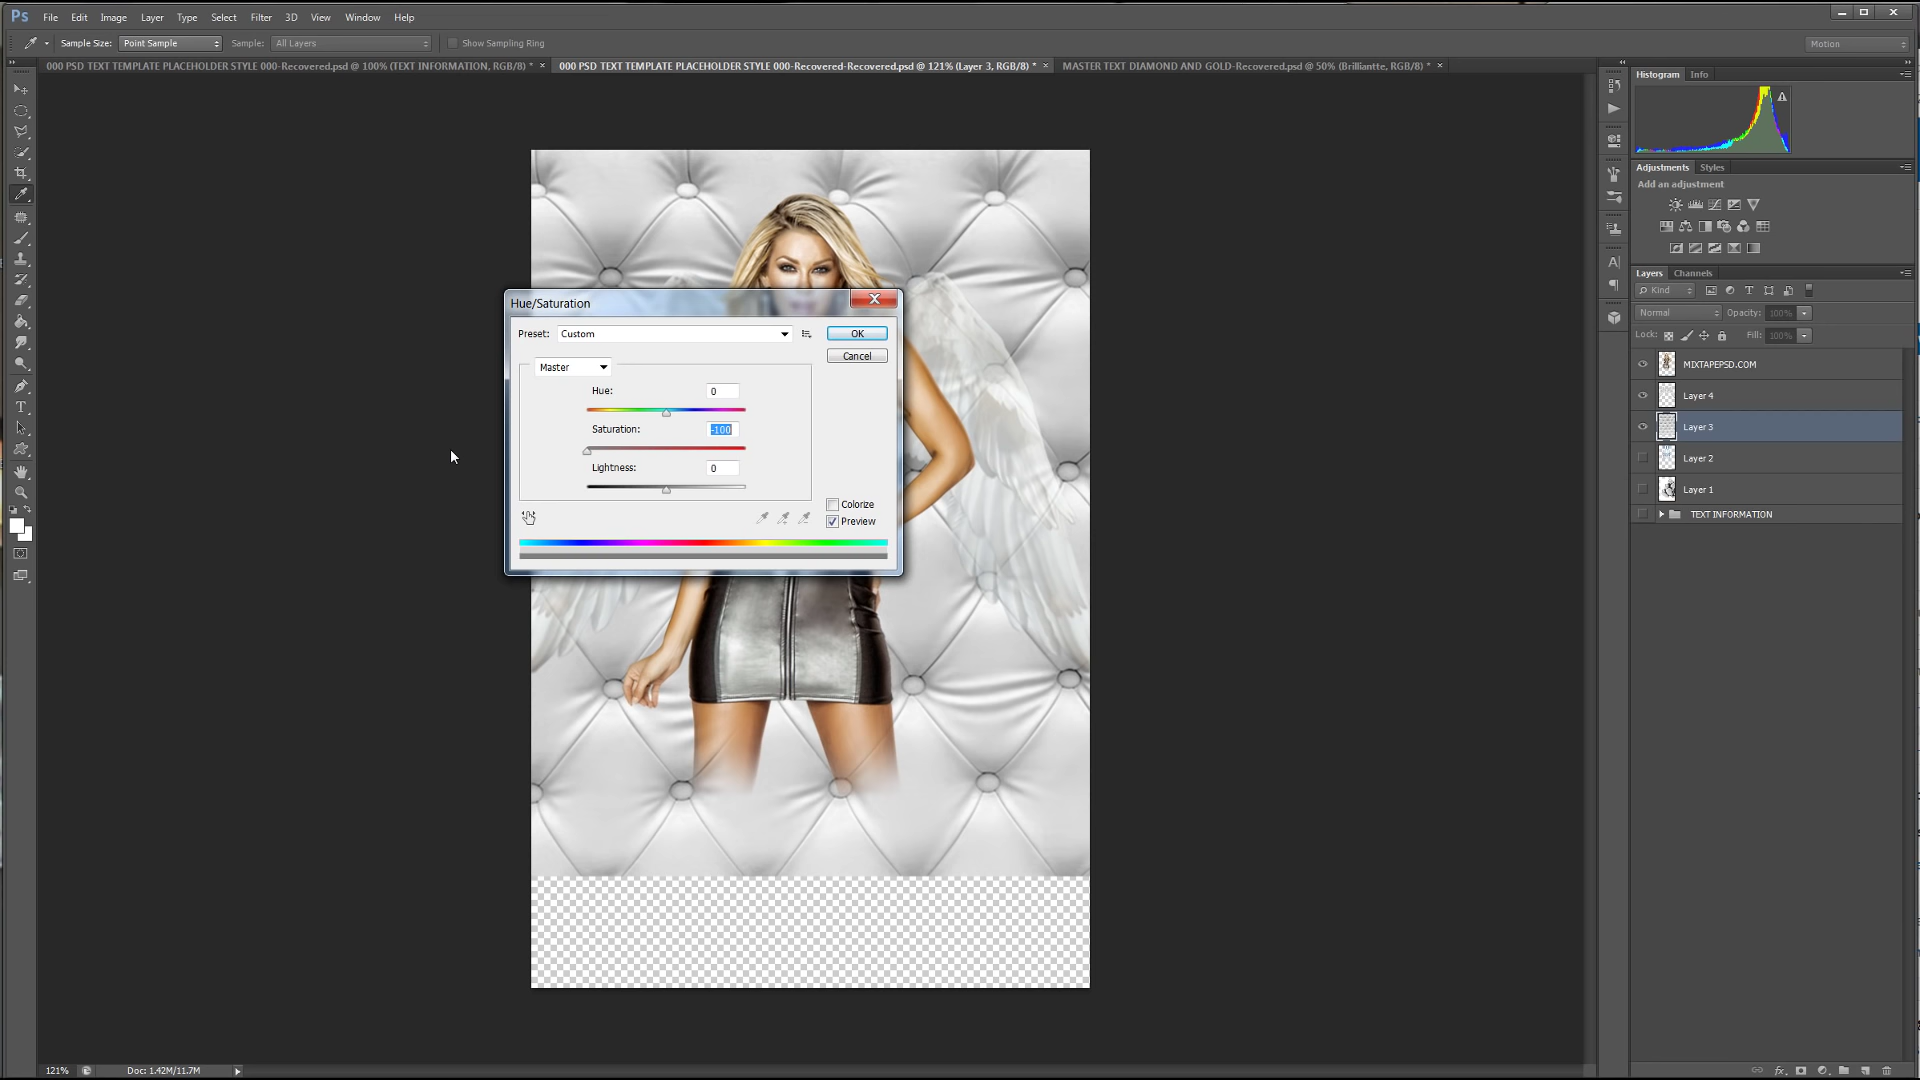 Ps File Edit Image Layer Type Select Filter 3D View Window Help
Sample Size: Point Sample Sample: All Layers Show Sampling Ring Motion
000 PSD TEXT TEMPLATE PLACEHOLDER STYLE 000-Recovered.psd @ 100% (TEXT INFORMATION, RGB/8) * × 000 PSD TEXT TEMPLATE PLACEHOLDER STYLE 000-Recovered-Recovered.psd @ 121% (Layer 3, RGB/8) * × MASTER TEXT DIAMOND AND GOLD-Recovered.psd @ 50% (Brilliantte, RGB/8) * ×
Histogram Info
Adjustments Styles
Add an adjustment
Layers Channels
Kind
Normal Opacity: 100%
Lock: Fill: 100%
MIXTAPEPSD.COM
Layer 4
Layer 3
Layer 2
Layer 1
TEXT INFORMATION
Hue/Saturation
Preset: Custom OK
Cancel
Master
Hue: 0
Saturation: -100
Lightness: 0
Colorize
Preview
121% Doc: 1.42M/11.7M